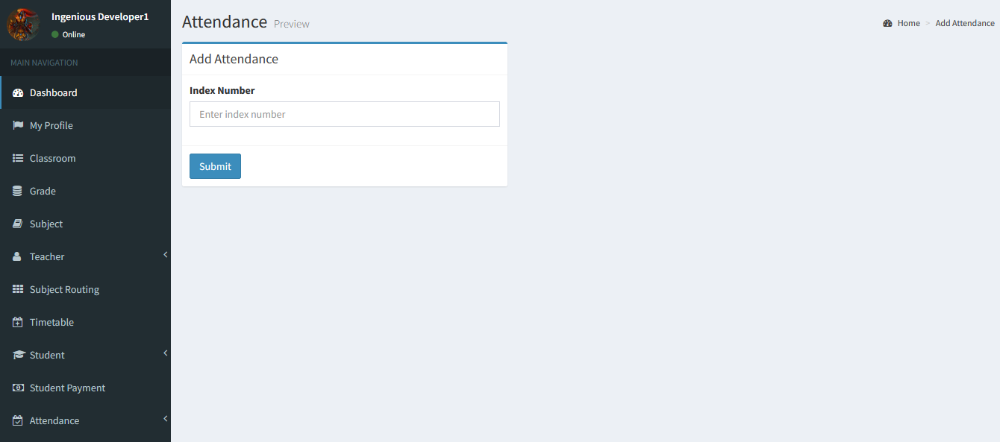 Ingenious Developer1
Online
MAIN NAVIGATION
Dashboard
My Profile
Classroom
Grade
Subject
Teacher
Subject Routing
Timetable
Student
Student Payment
Attendance
Attendance Preview
Home > Add Attendance
Add Attendance
Index Number
Enter index number
Submit